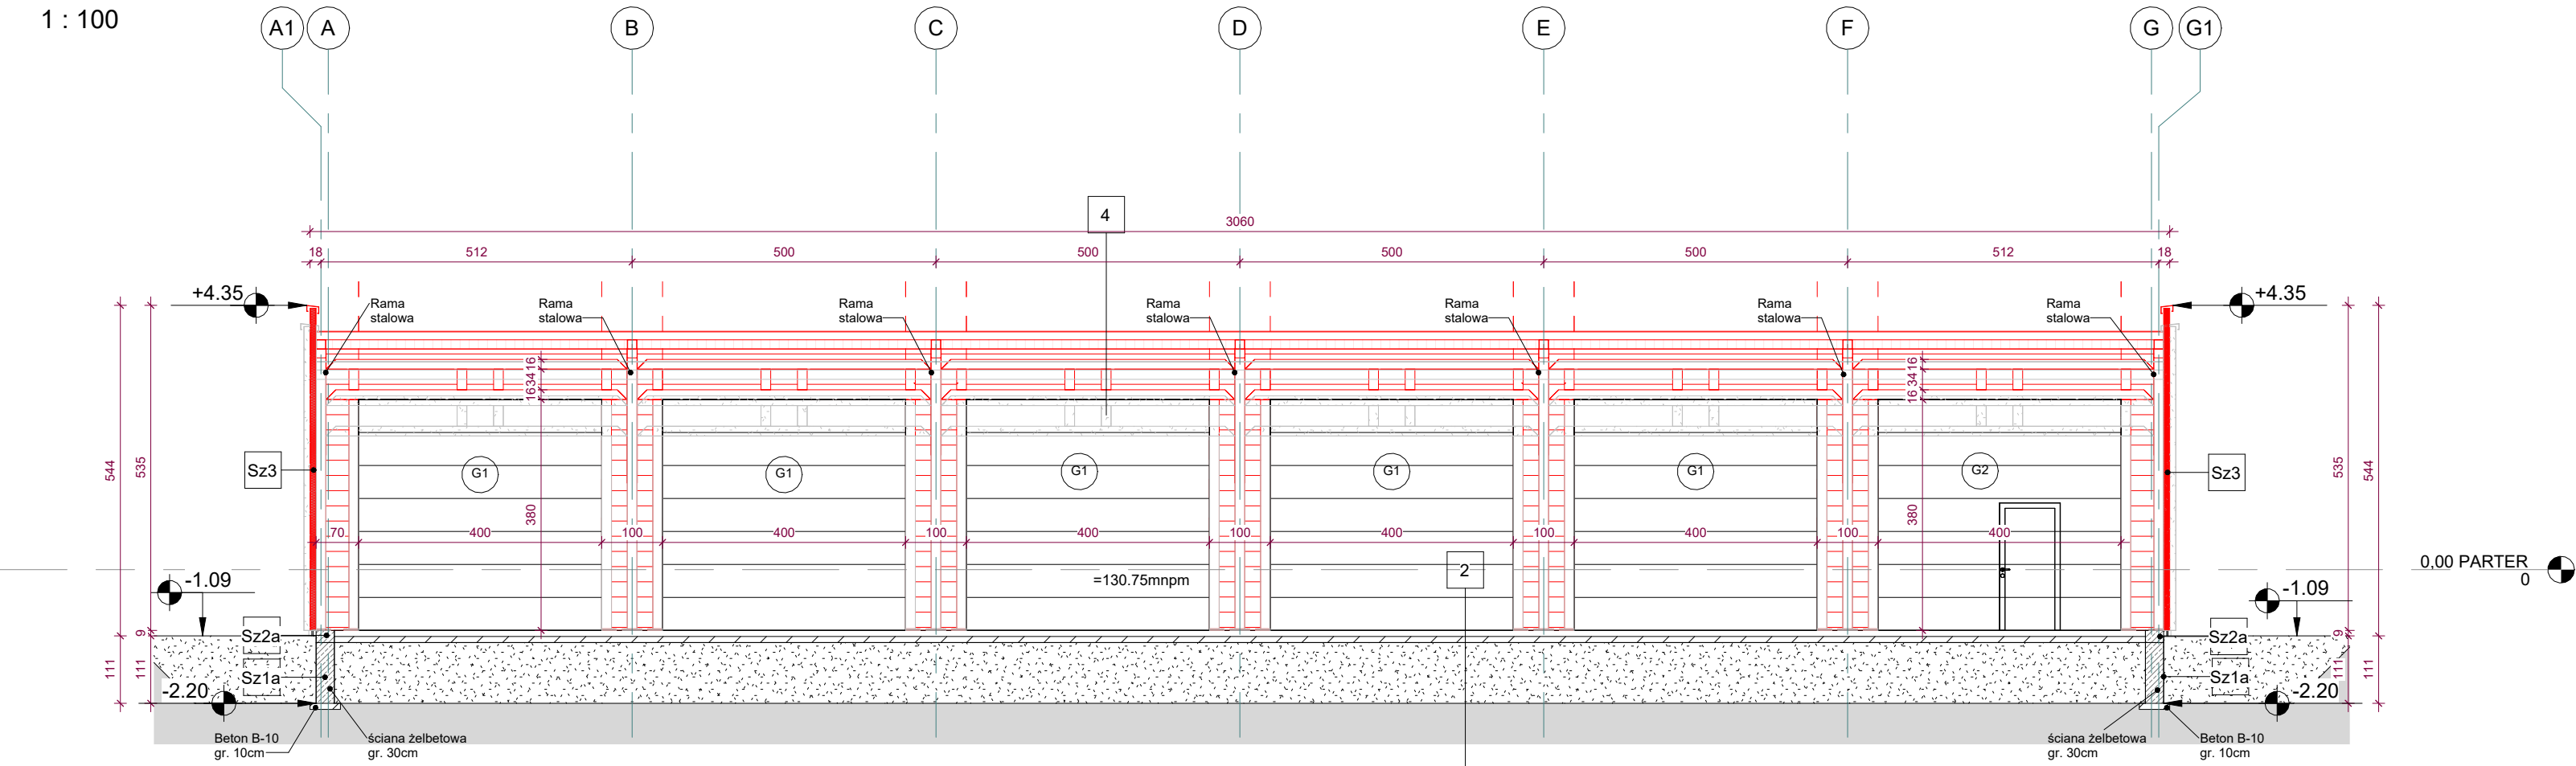 1 : 100
A1 A B C D E F G G1
4
3060
18 512 500 500 500 500 512 18
+4.35 +4.35
Rama stalowa
Rama stalowa
Rama stalowa
Rama stalowa
Rama stalowa
Rama stalowa
Rama stalowa
16 34 16
16 34 16
544 535
535 544
Sz3 G1 G1 G1 G1 G1 G2 Sz3
380 380
70 400 100 400 100 400 100 400 100 400 100 400
2
=130.75mnpm
0,00 PARTER
0
-1.09 -1.09
9 Sz2a Sz2a 9
111 111 Sz1a Sz1a 111 111
-2.20 -2.20
Beton B-10
gr. 10cm
ściana żelbetowa
gr. 30cm
ściana żelbetowa
gr. 30cm
Beton B-10
gr. 10cm